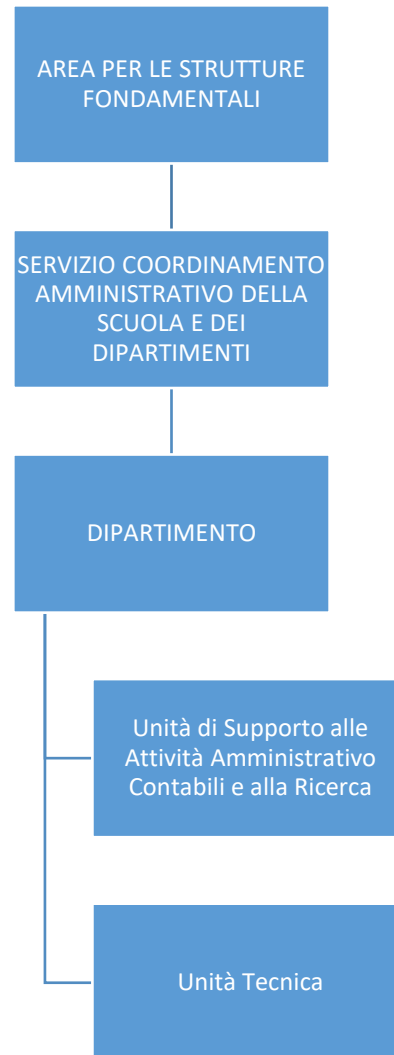 AREA PER LE STRUTTURE
FONDAMENTALI
SERVIZIO COORDINAMENTO
AMMINISTRATIVO DELLA
SCUOLA E DEI
DIPARTIMENTI
DIPARTIMENTO
Unità di Supporto alle
Attività Amministrativo
Contabili e alla Ricerca
Unità Tecnica